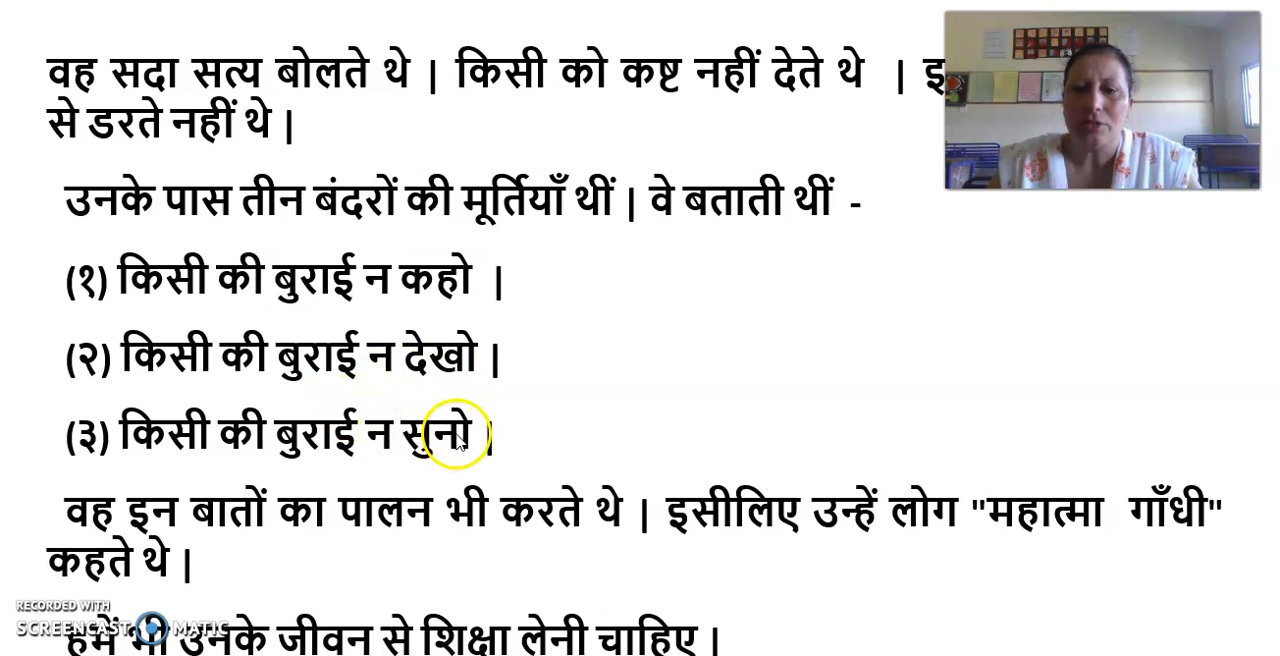 वह सदा सत्य बोलते थे | किसी को कष्ट नहीं देते थे |
से डरते नहीं थे |
उनके पास तीन बंदरों की मूर्तियाँ थीं | वे बताती थीं -
(१) किसी की बुराई न कहो |
(२) किसी की बुराई न देखो |
(३) किसी की बुराई न सुनो |
वह इन बातों का पालन भी करते थे | इसीलिए उन्हें लोग "महात्मा गाँधी"
कहते थे |
हमें भी उनके जीवन से शिक्षा लेनी चाहिए |
RECORDED WITH
SCREENCAST MATIC